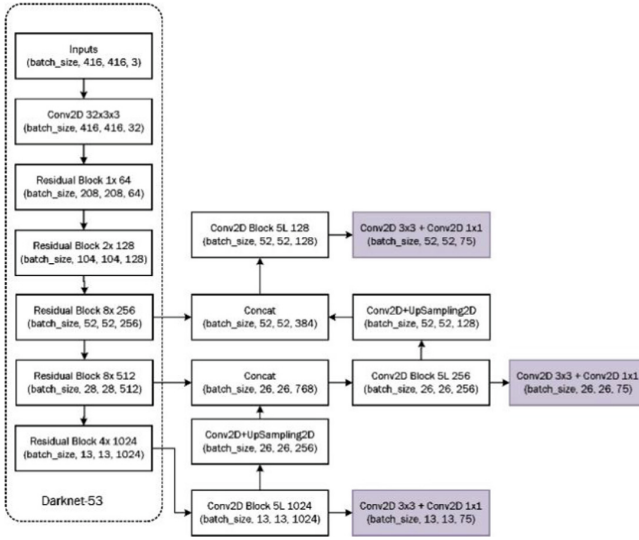 Inputs
(batch_size, 416, 416, 3)
Conv2D 32x3x3
(batch_size, 416, 416, 32)
Residual Block 1x 64
(batch_size, 208, 208, 64)
Residual Block 2x 128
(batch_size, 104, 104, 128)
Residual Block 8x 256
(batch_size, 52, 52, 256)
Residual Block 8x 512
(batch_size, 28, 28, 512)
Residual Block 4x 1024
(batch_size, 13, 13, 1024)
Darknet-53
Conv2D Block 5L 128
(batch_size, 52, 52, 128)
Conv2D 3x3 + Conv2D 1x1
(batch_size, 52, 52, 75)
Concat
(batch_size, 52, 52, 384)
Conv2D+UpSampling2D
(batch_size, 52, 52, 128)
Concat
(batch_size, 26, 26, 768)
Conv2D Block 5L 256
(batch_size, 26, 26, 256)
Conv2D 3x3 + Conv2D 1x1
(batch_size, 26, 26, 75)
Conv2D+UpSampling2D
(batch_size, 26, 26, 256)
Conv2D Block 5L 1024
(batch_size, 13, 13, 1024)
Conv2D 3x3 + Conv2D 1x1
(batch_size, 13, 13, 75)